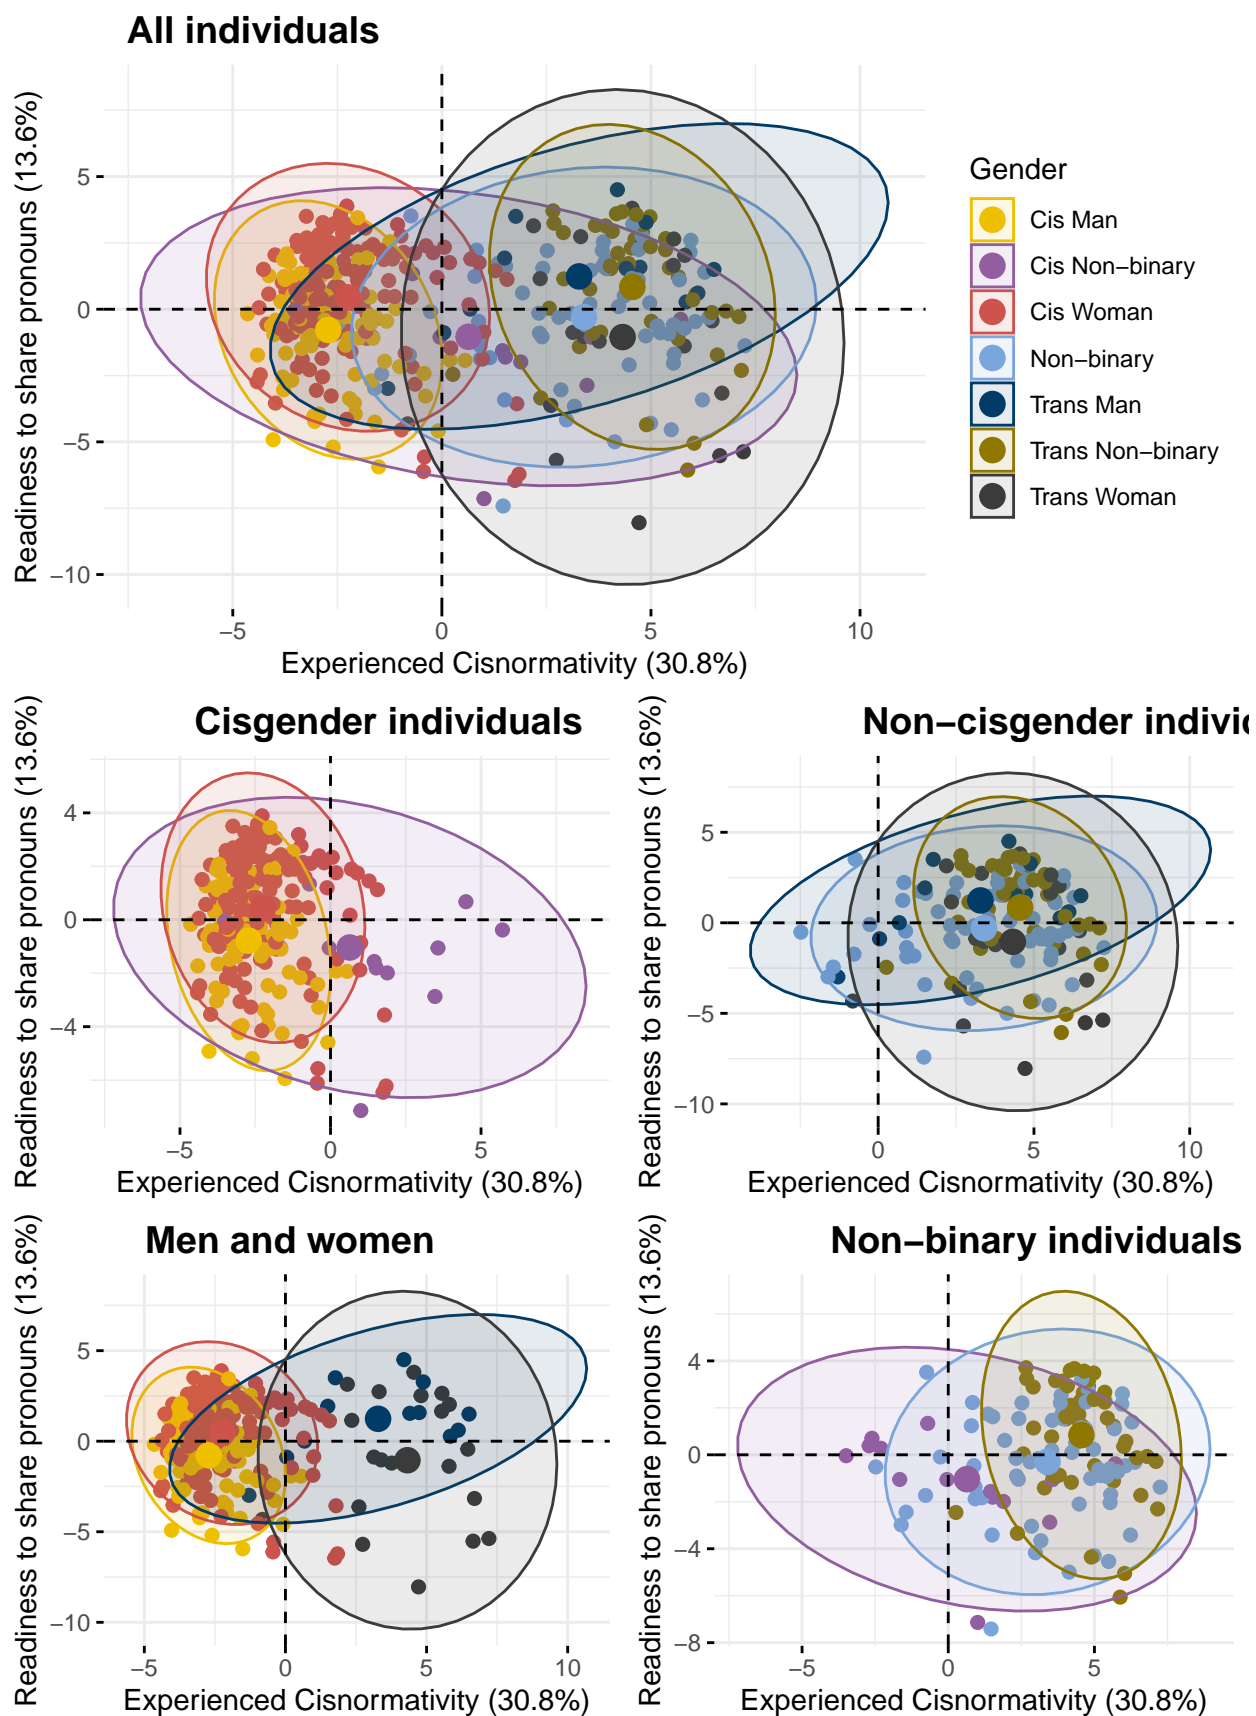 All individuals
Readiness to share pronouns (13.6%)
5
0
−5
−10
−5
0
5
10
Experienced Cisnormativity (30.8%)
Gender
Cis Man
Cis Non−binary
Cis Woman
Non−binary
Trans Man
Trans Non−binary
Trans Woman
Cisgender individuals
Readiness to share pronouns (13.6%)
4
0
−4
−5
0
5
Experienced Cisnormativity (30.8%)
Non−cisgender indivi
Readiness to share pronouns (13.6%)
5
0
−5
−10
0
5
10
Experienced Cisnormativity (30.8%)
Men and women
Readiness to share pronouns (13.6%)
5
0
−5
−10
−5
0
5
10
Experienced Cisnormativity (30.8%)
Non−binary individuals
Readiness to share pronouns (13.6%)
4
0
−4
−8
−5
0
5
Experienced Cisnormativity (30.8%)